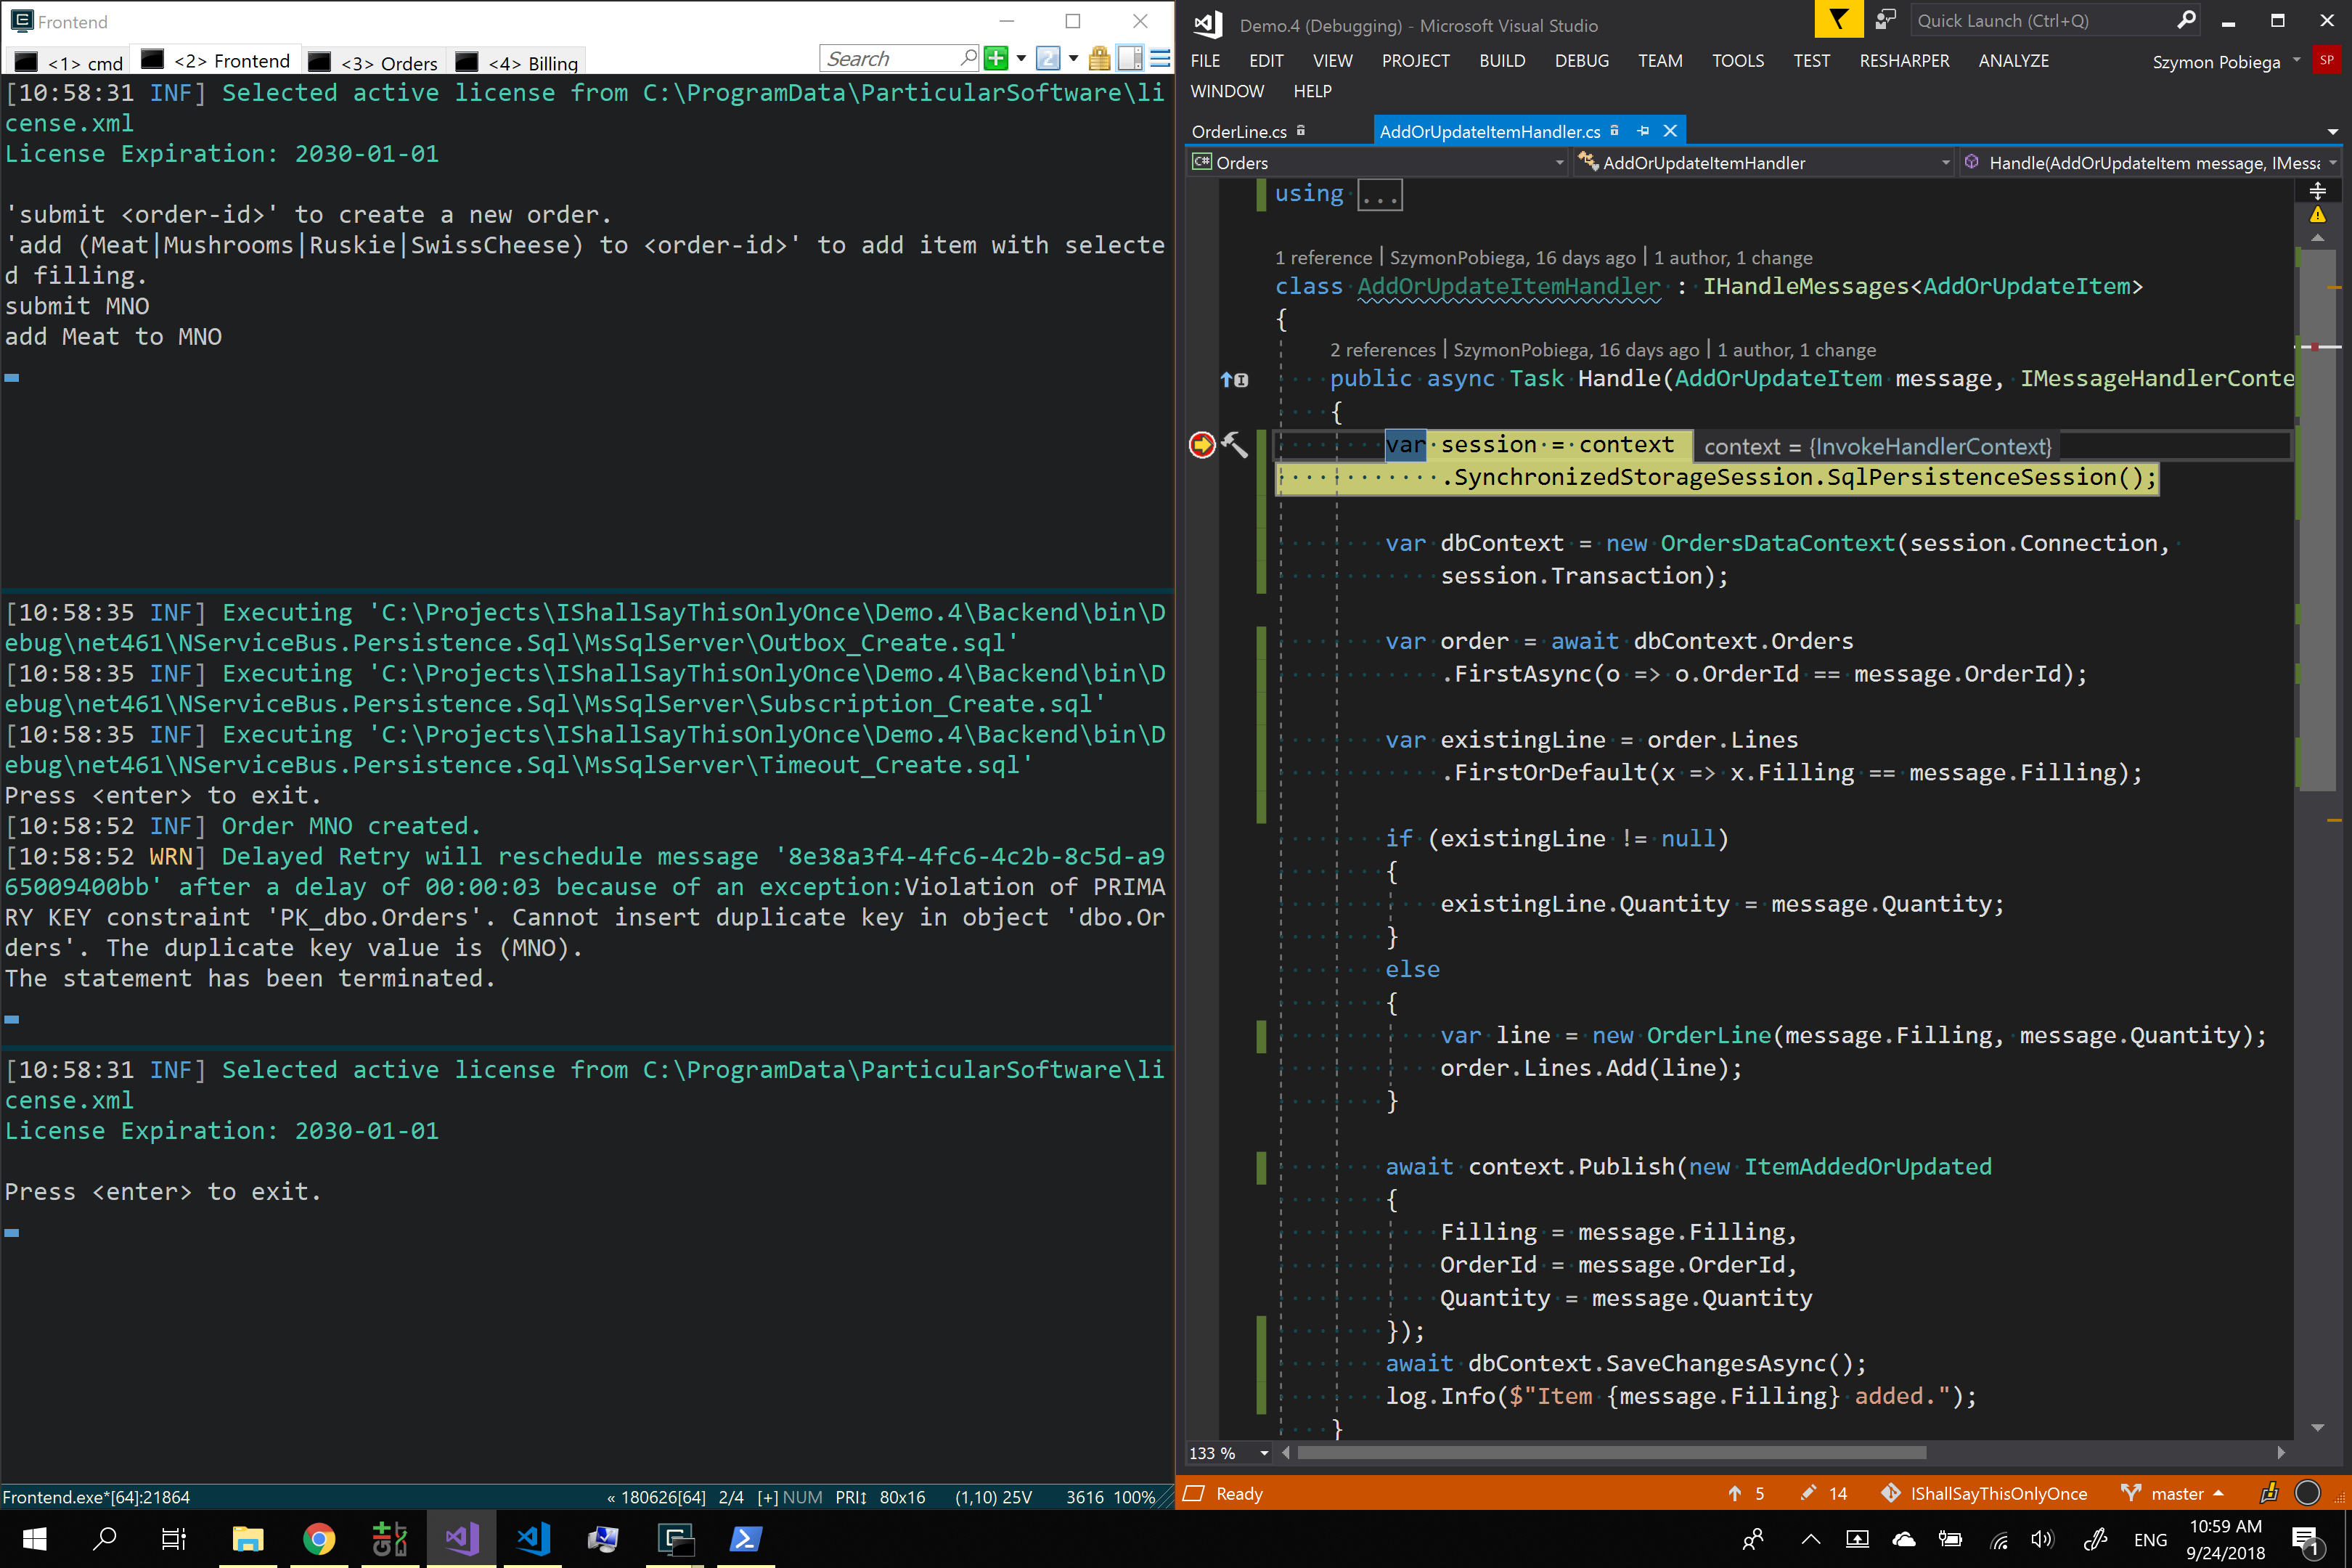 Frontend
<1> cmd
<2> Frontend
<3> Orders
<4> Billing
Search
[10:58:31 INF] Selected active license from C:\ProgramData\ParticularSoftware\li
cense.xml
License Expiration: 2030-01-01
'submit <order-id>' to create a new order.
'add (Meat|Mushrooms|Ruskie|SwissCheese) to <order-id>' to add item with selecte
d filling.
submit MNO
add Meat to MNO
[10:58:35 INF] Executing 'C:\Projects\IShallSayThisOnlyOnce\Demo.4\Backend\bin\D
ebug\net461\NServiceBus.Persistence.Sql\MsSqlServer\Outbox_Create.sql'
[10:58:35 INF] Executing 'C:\Projects\IShallSayThisOnlyOnce\Demo.4\Backend\bin\D
ebug\net461\NServiceBus.Persistence.Sql\MsSqlServer\Subscription_Create.sql'
[10:58:35 INF] Executing 'C:\Projects\IShallSayThisOnlyOnce\Demo.4\Backend\bin\D
ebug\net461\NServiceBus.Persistence.Sql\MsSqlServer\Timeout_Create.sql'
Press <enter> to exit.
[10:58:52 INF] Order MNO created.
[10:58:52 WRN] Delayed Retry will reschedule message '8e38a3f4-4fc6-4c2b-8c5d-a9
65009400bb' after a delay of 00:00:03 because of an exception:Violation of PRIMA
RY KEY constraint 'PK_dbo.Orders'. Cannot insert duplicate key in object 'dbo.Or
ders'. The duplicate key value is (MNO).
The statement has been terminated.
[10:58:31 INF] Selected active license from C:\ProgramData\ParticularSoftware\li
cense.xml
License Expiration: 2030-01-01
Press <enter> to exit.
Frontend.exe*[64]:21864
« 180626[64] 2/4 [+] NUM PRI↕ 80x16 (1,10) 25V 3616 100%
Demo.4 (Debugging) - Microsoft Visual Studio
Quick Launch (Ctrl+Q)
FILE EDIT VIEW PROJECT BUILD DEBUG TEAM TOOLS TEST RESHARPER ANALYZE
Szymon Pobiega SP
WINDOW HELP
OrderLine.cs
AddOrUpdateItemHandler.cs
C# Orders
AddOrUpdateItemHandler
Handle(AddOrUpdateItem message, IMessa
using ...
1 reference | SzymonPobiega, 16 days ago | 1 author, 1 change
class AddOrUpdateItemHandler : IHandleMessages<AddOrUpdateItem>
{
2 references | SzymonPobiega, 16 days ago | 1 author, 1 change
public async Task Handle(AddOrUpdateItem message, IMessageHandlerConte
{
var session = context context = {InvokeHandlerContext}
.SynchronizedStorageSession.SqlPersistenceSession();
var dbContext = new OrdersDataContext(session.Connection,
session.Transaction);
var order = await dbContext.Orders
.FirstAsync(o => o.OrderId == message.OrderId);
var existingLine = order.Lines
.FirstOrDefault(x => x.Filling == message.Filling);
if (existingLine != null)
{
existingLine.Quantity = message.Quantity;
}
else
{
var line = new OrderLine(message.Filling, message.Quantity);
order.Lines.Add(line);
}
await context.Publish(new ItemAddedOrUpdated
{
Filling = message.Filling,
OrderId = message.OrderId,
Quantity = message.Quantity
});
await dbContext.SaveChangesAsync();
log.Info($"Item {message.Filling} added.");
}
133 %
Ready
5
14
IShallSayThisOnlyOnce
master
ENG
10:59 AM
9/24/2018
1